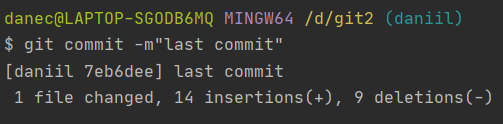 danec@LAPTOP-SGODB6MQ MINGW64 /d/git2 (daniil)
$ git commit -m"last commit"
[daniil 7eb6dee] last commit
 1 file changed, 14 insertions(+), 9 deletions(-)